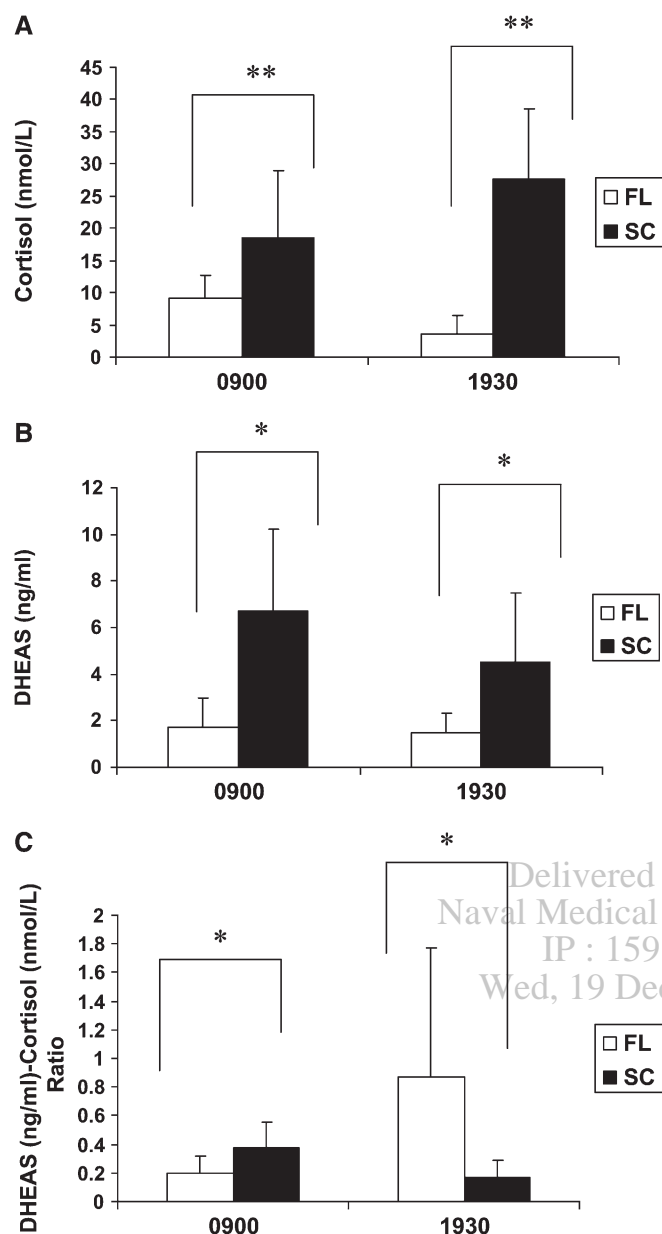 A
**
**
45
40
35
30
25
20
15
10
5
0
Cortisol (nmol/L)
FL
SC
0900
1930
B
*
*
12
10
8
6
4
2
0
DHEAS (ng/ml)
FL
SC
0900
1930
C
*
*
Delivered
Naval Medical
IP : 159
Wed, 19 Dec
2
1.8
1.6
1.4
1.2
1
0.8
0.6
0.4
0.2
0
DHEAS (ng/ml)-Cortisol (nmol/L)
Ratio
FL
SC
0900
1930